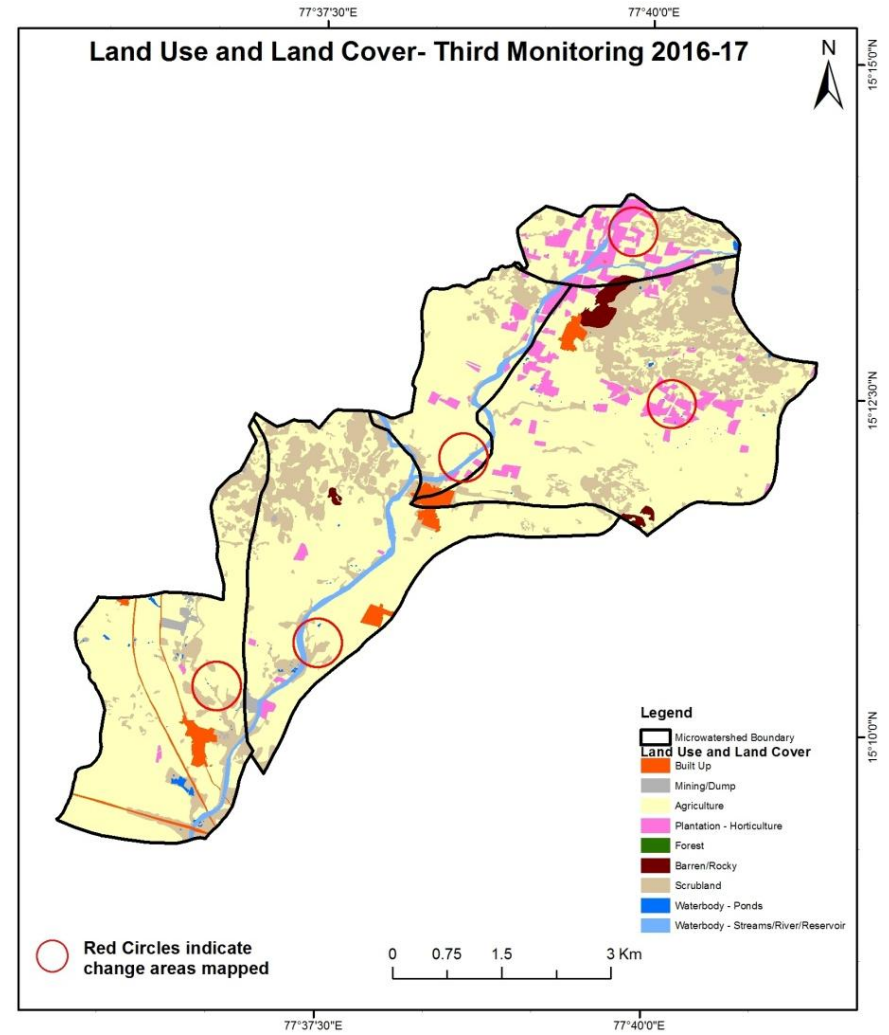 77°37'30"E
77°40'0"E
Land Use and Land Cover- Third Monitoring 2016-17
N
15°15'0"N
15°12'30"N
15°10'0"N
Legend
Microwatershed Boundary
Land Use and Land Cover
Built Up
Mining/Dump
Agriculture
Plantation - Horticulture
Forest
Barren/Rocky
Scrubland
Waterbody - Ponds
Waterbody - Streams/River/Reservoir
Red Circles indicate
change areas mapped
0 0.75 1.5 3 Km
77°37'30"E
77°40'0"E